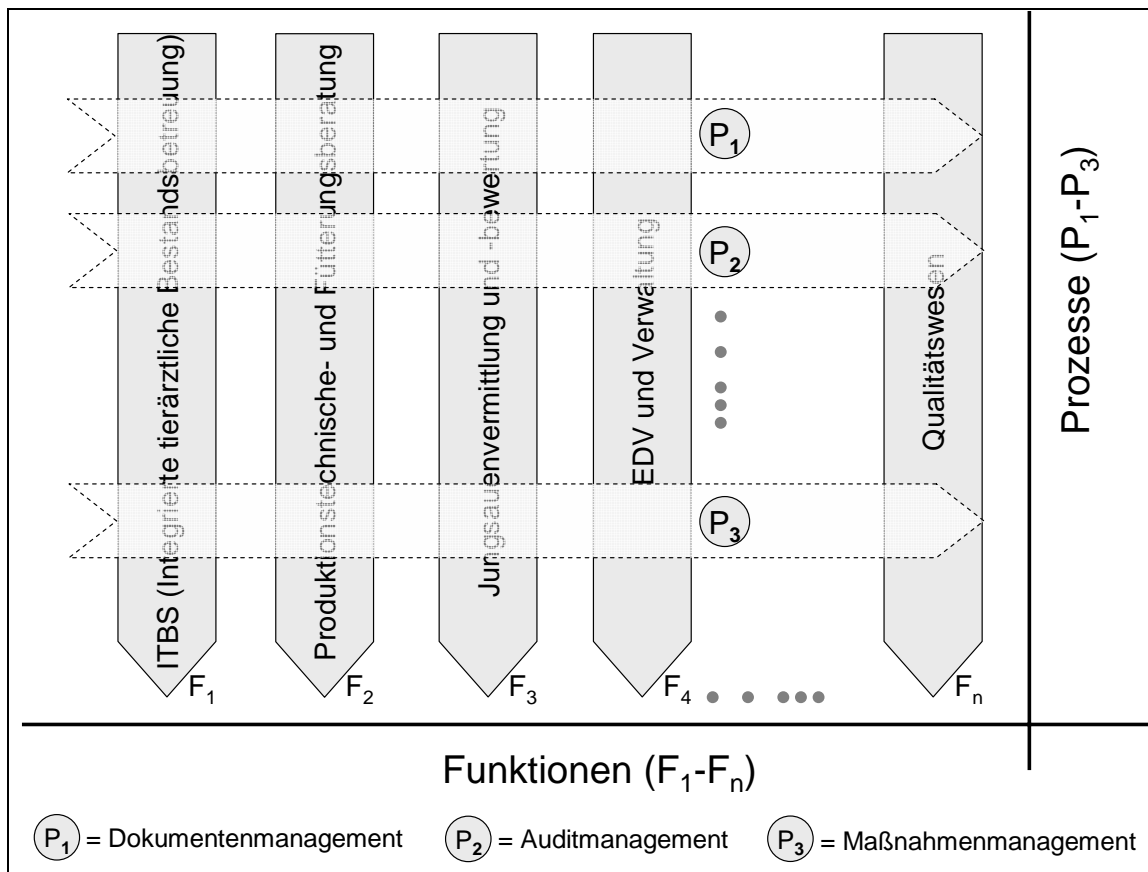 ITBS (Integrierte tierärztliche Bestandsbetreuung)
Produktionstechnische- und Fütterungsberatung
Jungsauenvermittlung und -bewertung
EDV und Verwaltung
Qualitätswesen
P1
P2
P3
F1
F2
F3
F4
Fn
Prozesse (P1-P3)
Funktionen (F1-Fn)
P1 = Dokumentenmanagement
P2 = Auditmanagement
P3 = Maßnahmenmanagement